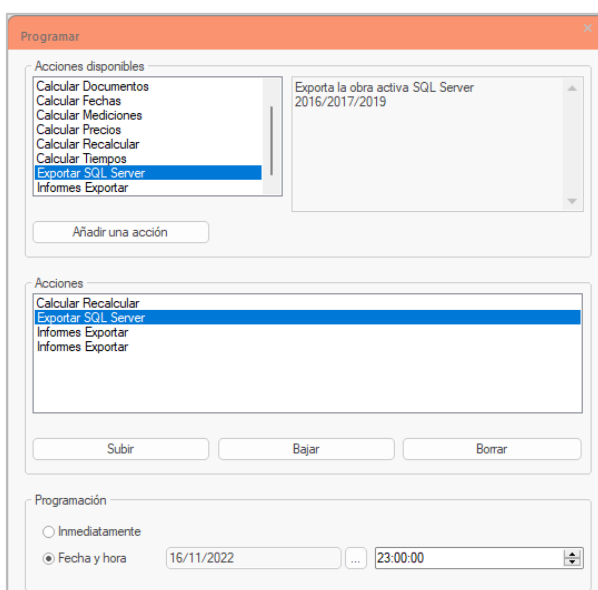 Programar
Acciones disponibles
Calcular Documentos
Calcular Fechas
Calcular Mediciones
Calcular Precios
Calcular Recalcular
Calcular Tiempos
Exportar SQL Server
Informes Exportar
Exporta la obra activa SQL Server
2016/2017/2019
Añadir una acción
Acciones
Calcular Recalcular
Exportar SQL Server
Informes Exportar
Informes Exportar
Subir Bajar Borrar
Programación
Inmediatamente
Fecha y hora 16/11/2022 ... 23:00:00